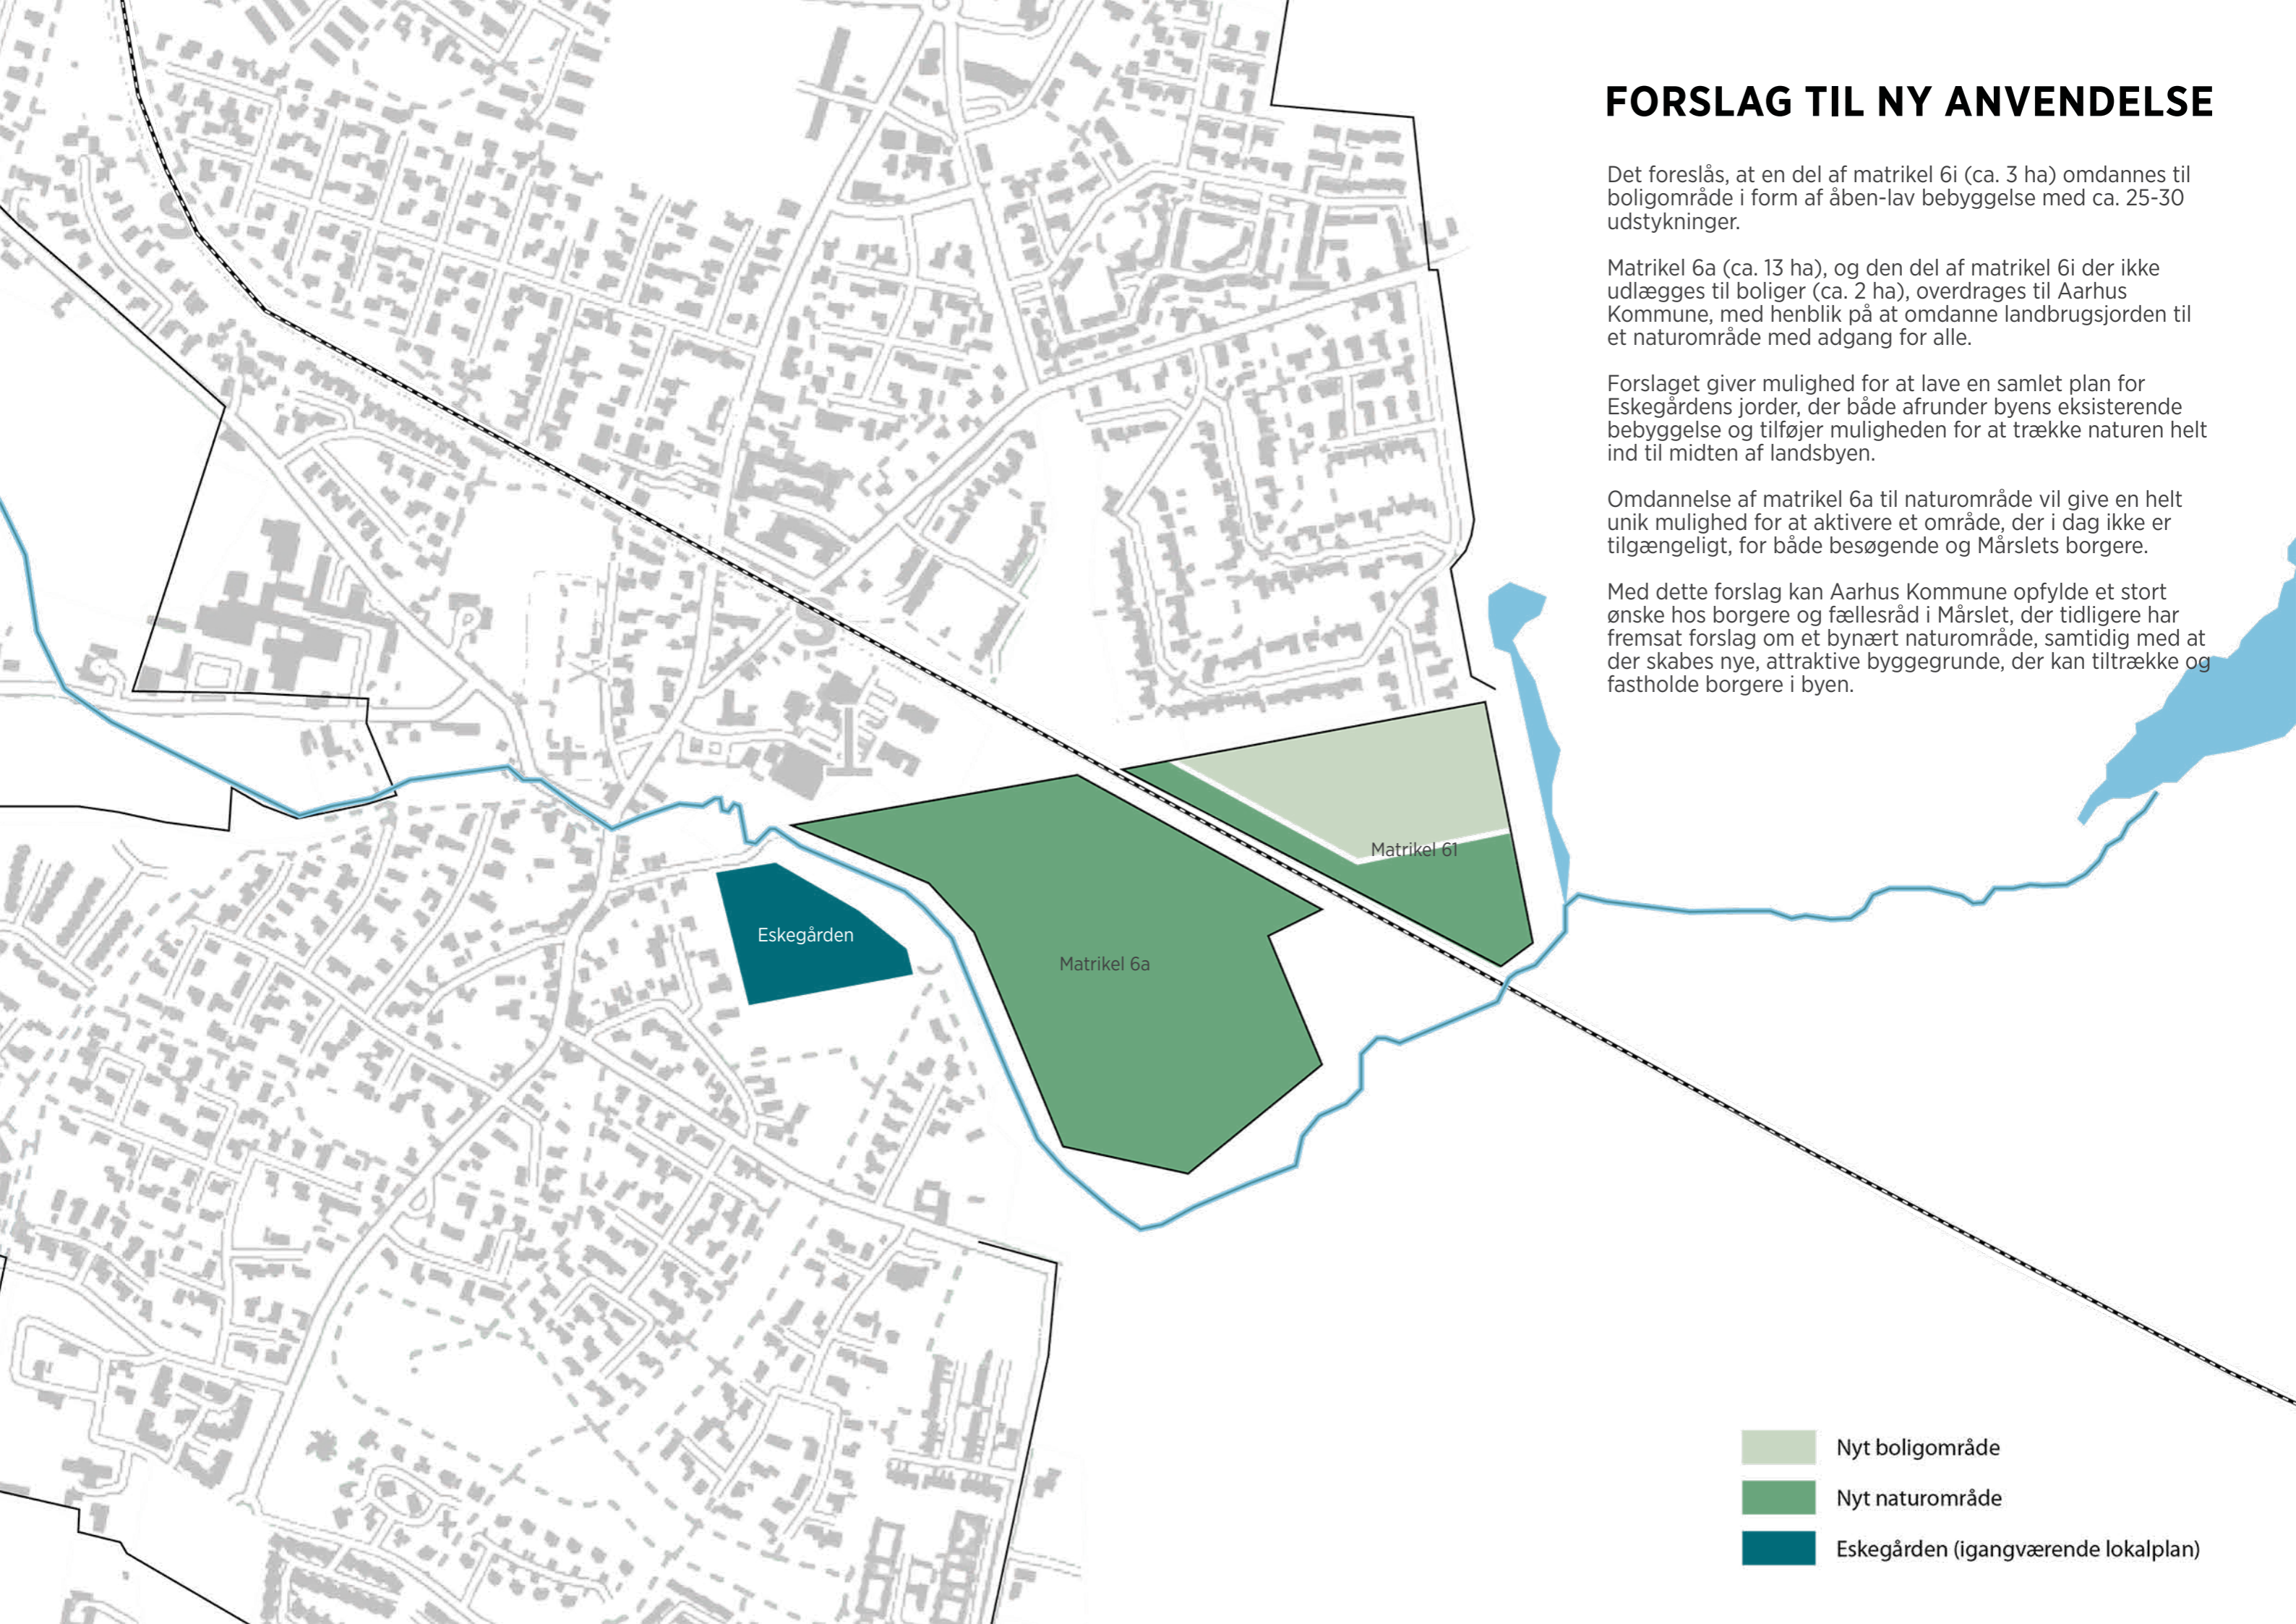 FORSLAG TIL NY ANVENDELSE
Det foreslås, at en del af matrikel 6i (ca. 3 ha) omdannes til
boligområde i form af åben-lav bebyggelse med ca. 25-30
udstykninger.
Matrikel 6a (ca. 13 ha), og den del af matrikel 6i der ikke
udlægges til boliger (ca. 2 ha), overdrages til Aarhus
Kommune, med henblik på at omdanne landbrugsjorden til
et naturområde med adgang for alle.
Forslaget giver mulighed for at lave en samlet plan for
Eskegårdens jorder, der både afrunder byens eksisterende
bebyggelse og tilføjer muligheden for at trække naturen helt
ind til midten af landsbyen.
Omdannelse af matrikel 6a til naturområde vil give en helt
unik mulighed for at aktivere et område, der i dag ikke er
tilgængeligt, for både besøgende og Mårslets borgere.
Med dette forslag kan Aarhus Kommune opfylde et stort
ønske hos borgere og fællesråd i Mårslet, der tidligere har
fremsat forslag om et bynært naturområde, samtidig med at
der skabes nye, attraktive byggegrunde, der kan tiltrække og
fastholde borgere i byen.
S
S
Matrikel 61
Eskegården
Matrikel 6a
Nyt boligområde
Nyt naturområde
Eskegården (igangværende lokalplan)